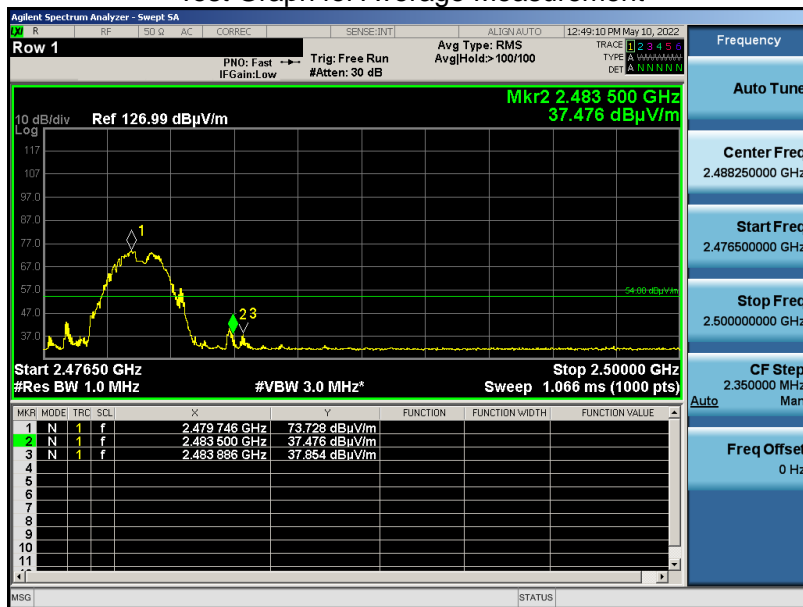 Test Graph for Average Measurement
Agilent Spectrum Analyzer - Swept SA
LXI R RF 50 Ω AC CORREC SENSE:INT ALIGN AUTO 12:49:10 PM May 10, 2022
Row 1
PNO: Fast
IFGain:Low
Trig: Free Run
#Atten: 30 dB
Avg Type: RMS
Avg|Hold:>100/100
TRACE 1 2 3 4 5 6
TYPE A WWWWW
DET A N N N N N
Mkr2 2.483 500 GHz
37.476 dBµV/m
10 dB/div Ref 126.99 dBµV/m
Log
117
107
97.0
87.0
77.0
67.0
57.0
47.0
37.0
1
2 3
54.00 dBµV/m
Start 2.47650 GHz Stop 2.50000 GHz
#Res BW 1.0 MHz #VBW 3.0 MHz* Sweep 1.066 ms (1000 pts)
MKR MODE TRC SCL X Y FUNCTION FUNCTION WIDTH FUNCTION VALUE
1 N 1 f 2.479 746 GHz 73.728 dBµV/m
2 N 1 f 2.483 500 GHz 37.476 dBµV/m
3 N 1 f 2.483 886 GHz 37.854 dBµV/m
4
5
6
7
8
9
10
11
MSG STATUS
Frequency
Auto Tune
Center Freq
2.488250000 GHz
Start Freq
2.476500000 GHz
Stop Freq
2.500000000 GHz
CF Step
2.350000 MHz
Auto Man
Freq Offset
0 Hz